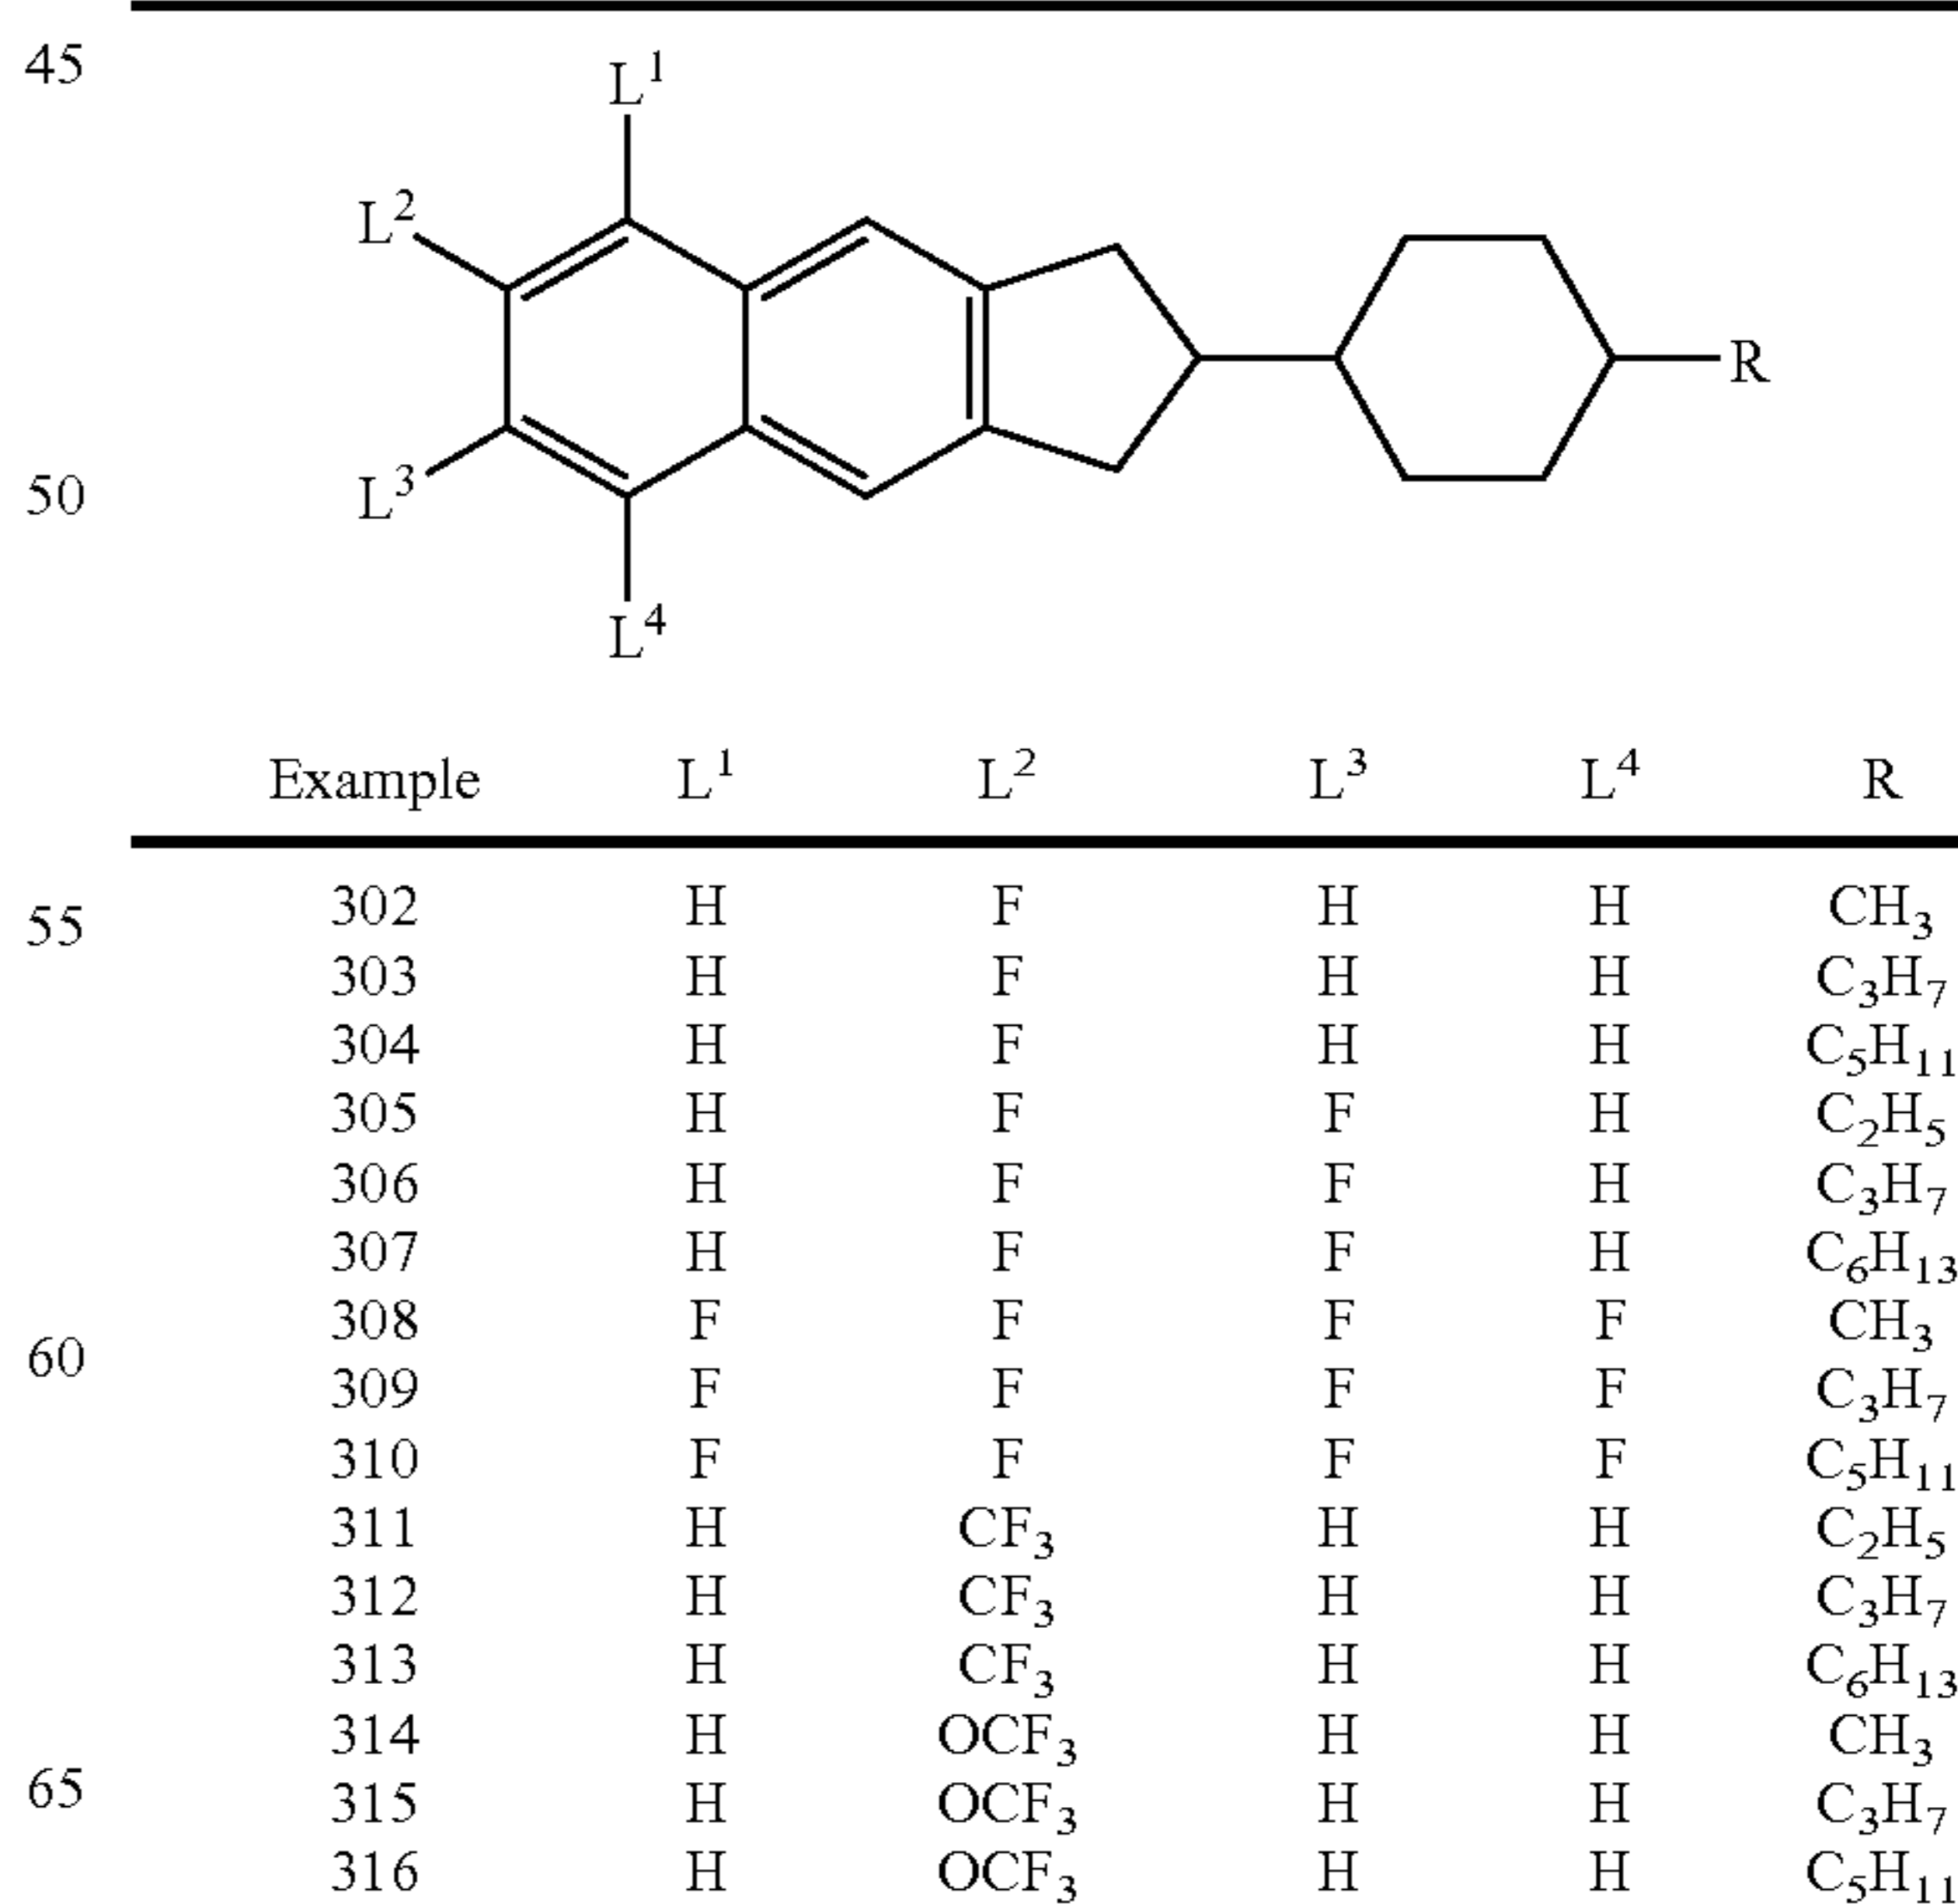 45
L¹
L²
R
L³
50
L⁴
Example L¹ L² L³ L⁴ R
302 H F H H CH₃
55
303 H F H H C₃H₇
304 H F H H C₅H₁₁
305 H F F H C₂H₅
306 H F F H C₃H₇
307 H F F H C₆H₁₃
308 F F F F CH₃
60
309 F F F F C₃H₇
310 F F F F C₅H₁₁
311 H CF₃ H H C₂H₅
312 H CF₃ H H C₃H₇
313 H CF₃ H H C₆H₁₃
314 H OCF₃ H H CH₃
65
315 H OCF₃ H H C₃H₇
316 H OCF₃ H H C₅H₁₁